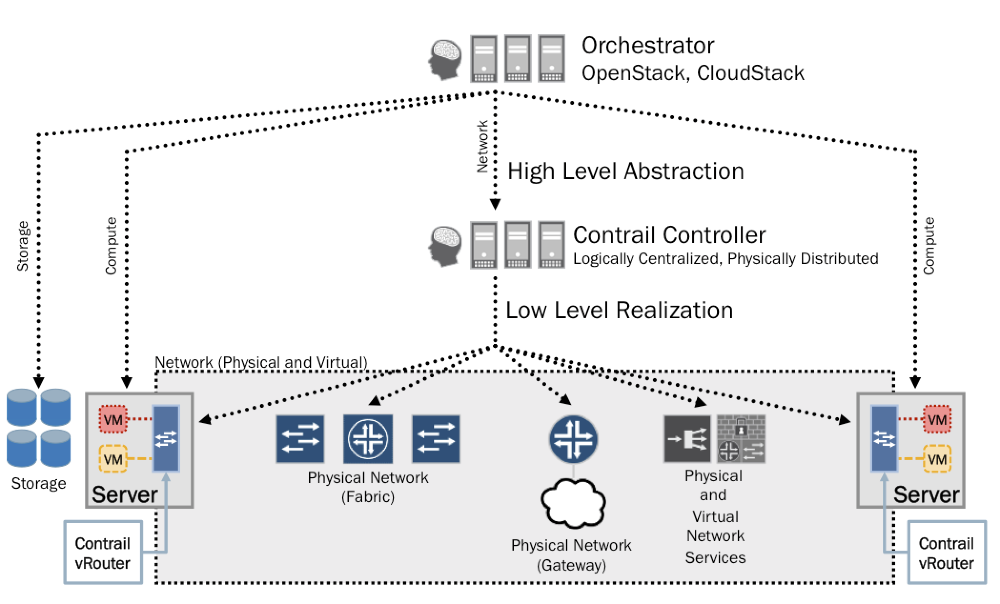 Orchestrator
OpenStack, CloudStack
Network
High Level Abstraction
Storage
Compute
Contrail Controller
Logically Centralized, Physically Distributed
Compute
Low Level Realization
Network (Physical and Virtual)
VM
VM
Server
Storage
Contrail
vRouter
Physical Network
(Fabric)
Physical Network
(Gateway)
Physical
and
Virtual
Network
Services
VM
VM
Server
Contrail
vRouter